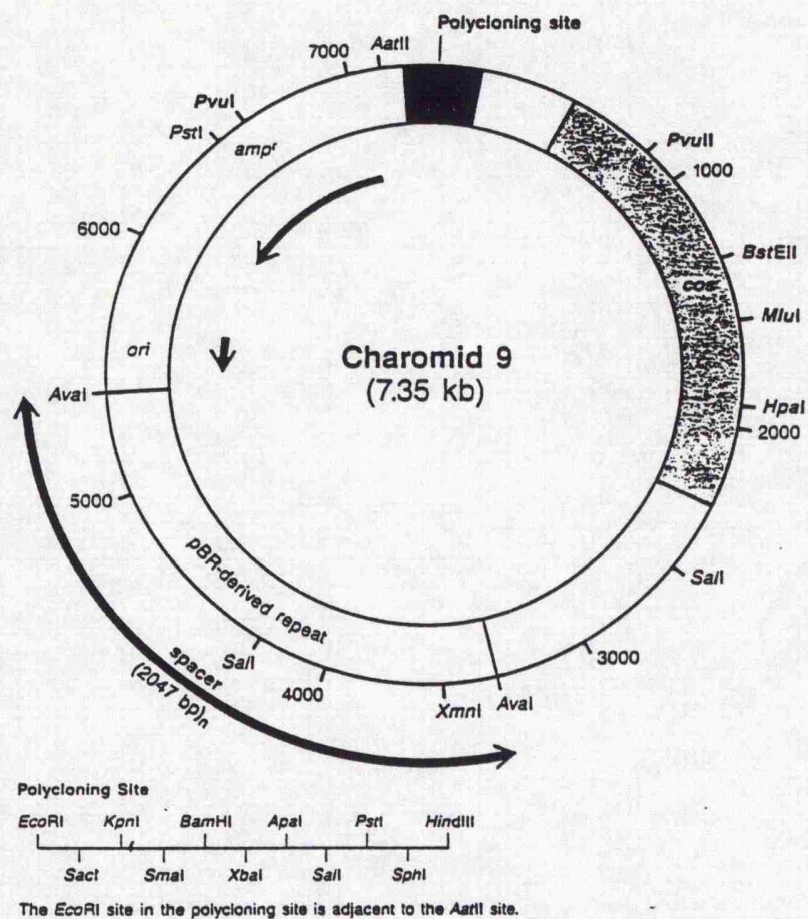 Polycloning site
7000
AatII
PvuI
PstI
ampʳ
PvuII
1000
BstEII
cos
MluI
HpaI
2000
6000
ori
AvaI
Charomid 9
(7.35 kb)
5000
SalI
pBR-derived repeat
3000
SalI
spacer
(2047 bp)n
4000
XmnI
AvaI
Polycloning Site
EcoRI KpnI BamHI ApaI PstI HindIII
SacI SmaI XbaI SalI SphI
The EcoRI site in the polycloning site is adjacent to the AatII site.